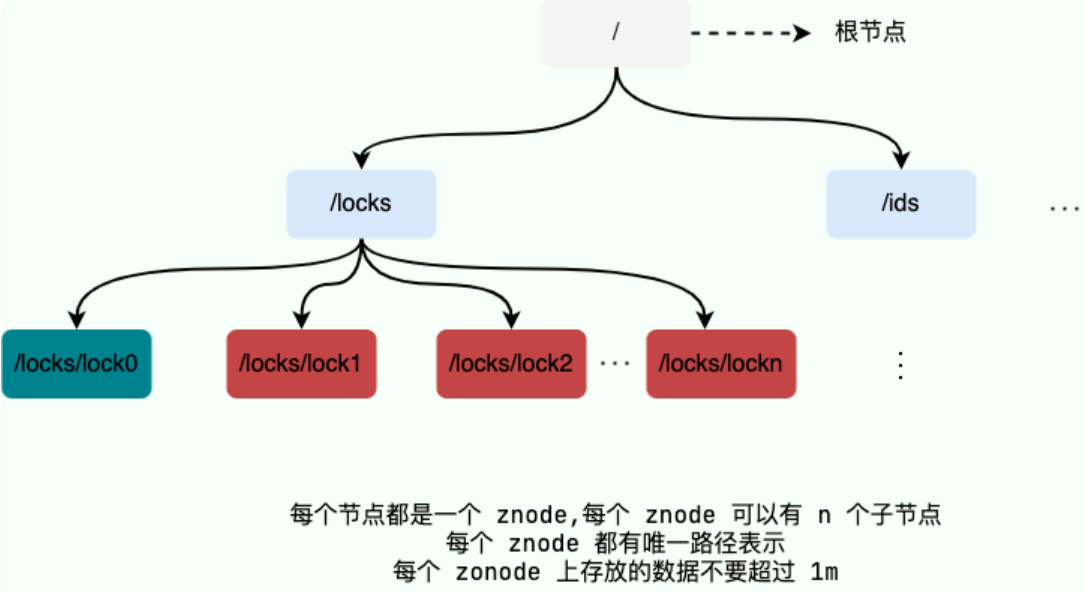 /
根节点
/locks
/ids
...
/locks/lock0
/locks/lock1
/locks/lock2
...
/locks/lockn
...
每个节点都是一个 znode,每个 znode 可以有 n 个子节点
每个 znode 都有唯一路径表示
每个 zonode 上存放的数据不要超过 1m